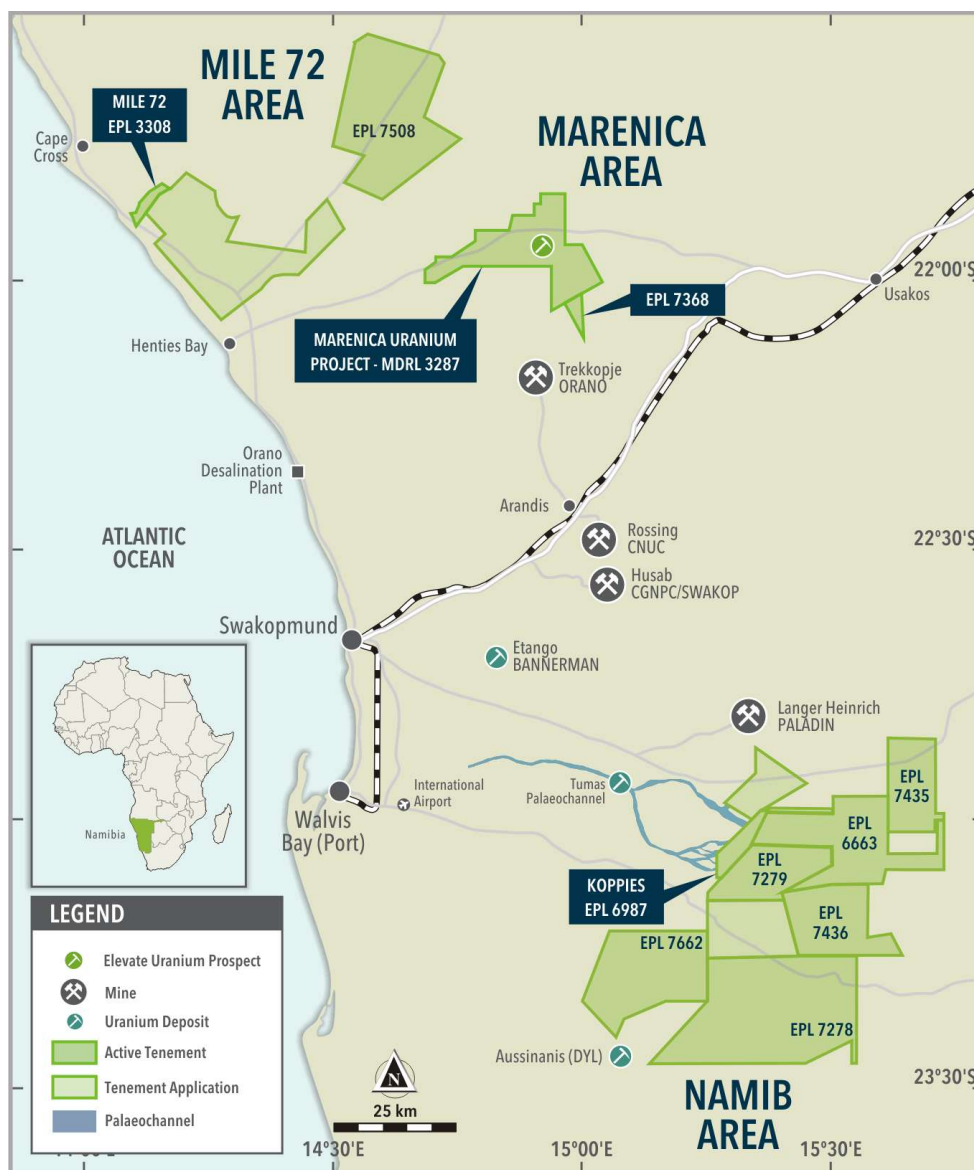 MILE 72
AREA
MILE 72
EPL 3308
EPL 7508
Cape
Cross
MARENICA
AREA
22°00'S
Usakos
EPL 7368
MARENICA URANIUM
PROJECT - MDRL 3287
Henties Bay
Trekkopje
ORANO
Orano
Desalination
Plant
Arandis
ATLANTIC
OCEAN
Rossing
CNUC
22°30'S
Husab
CGNPC/SWAKOP
Swakopmund
Etango
BANNERMAN
Langer Heinrich
PALADIN
International
Airport
Tumas
Palaeochannel
Walvis
Bay (Port)
EPL
7435
EPL
6663
EPL
7279
KOPPIES
EPL 6987
EPL
7436
EPL 7662
EPL 7278
Aussinanis (DYL)
23°30'S
NAMIB
AREA
Namibia
LEGEND
Elevate Uranium Prospect
Mine
Uranium Deposit
Active Tenement
Tenement Application
Palaeochannel
N
25 km
14°30'E
15°00'E
15°30'E